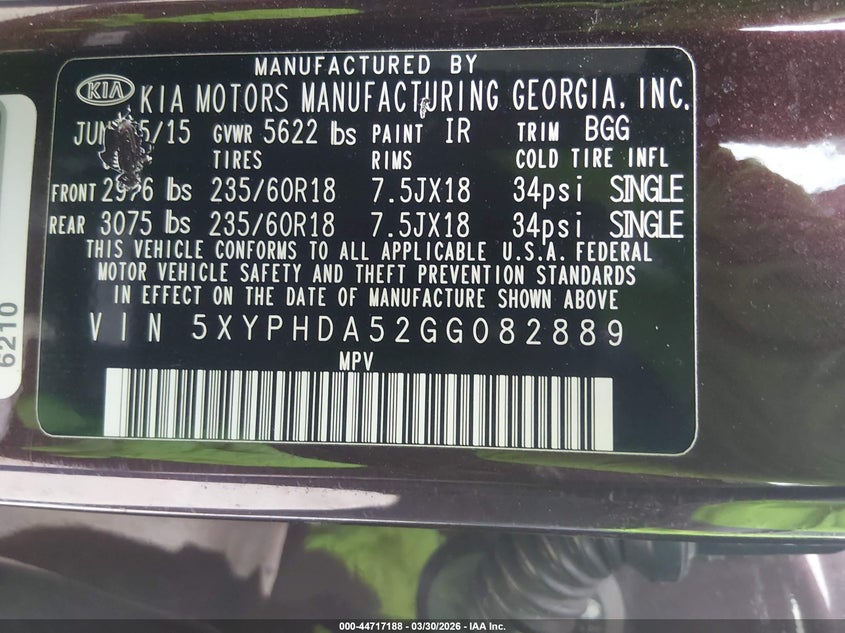 MANUFACTURED BY
KIA KIA MOTORS MANUFACTURING GEORGIA, INC.
GVWR 5622 lbs PAINT IR TRIM BGG
TIRES RIMS COLD TIRE INFL
FRONT lbs 235/60R18 7.5JX18 34psi SINGLE
REAR 3075 lbs 235/60R18 7.5JX18 34psi SINGLE
THIS VEHICLE CONFORMS TO ALL APPLICABLE U.S.A. FEDERAL
MOTOR VEHICLE SAFETY AND THEFT PREVENTION STANDARDS
IN EFFECT ON THE DATE OF MANUFACTURE SHOWN ABOVE
VIN 5XYPHDA52GG082889
MPV
6210
000-44717188 - 03/30/2026 - IAA Inc.